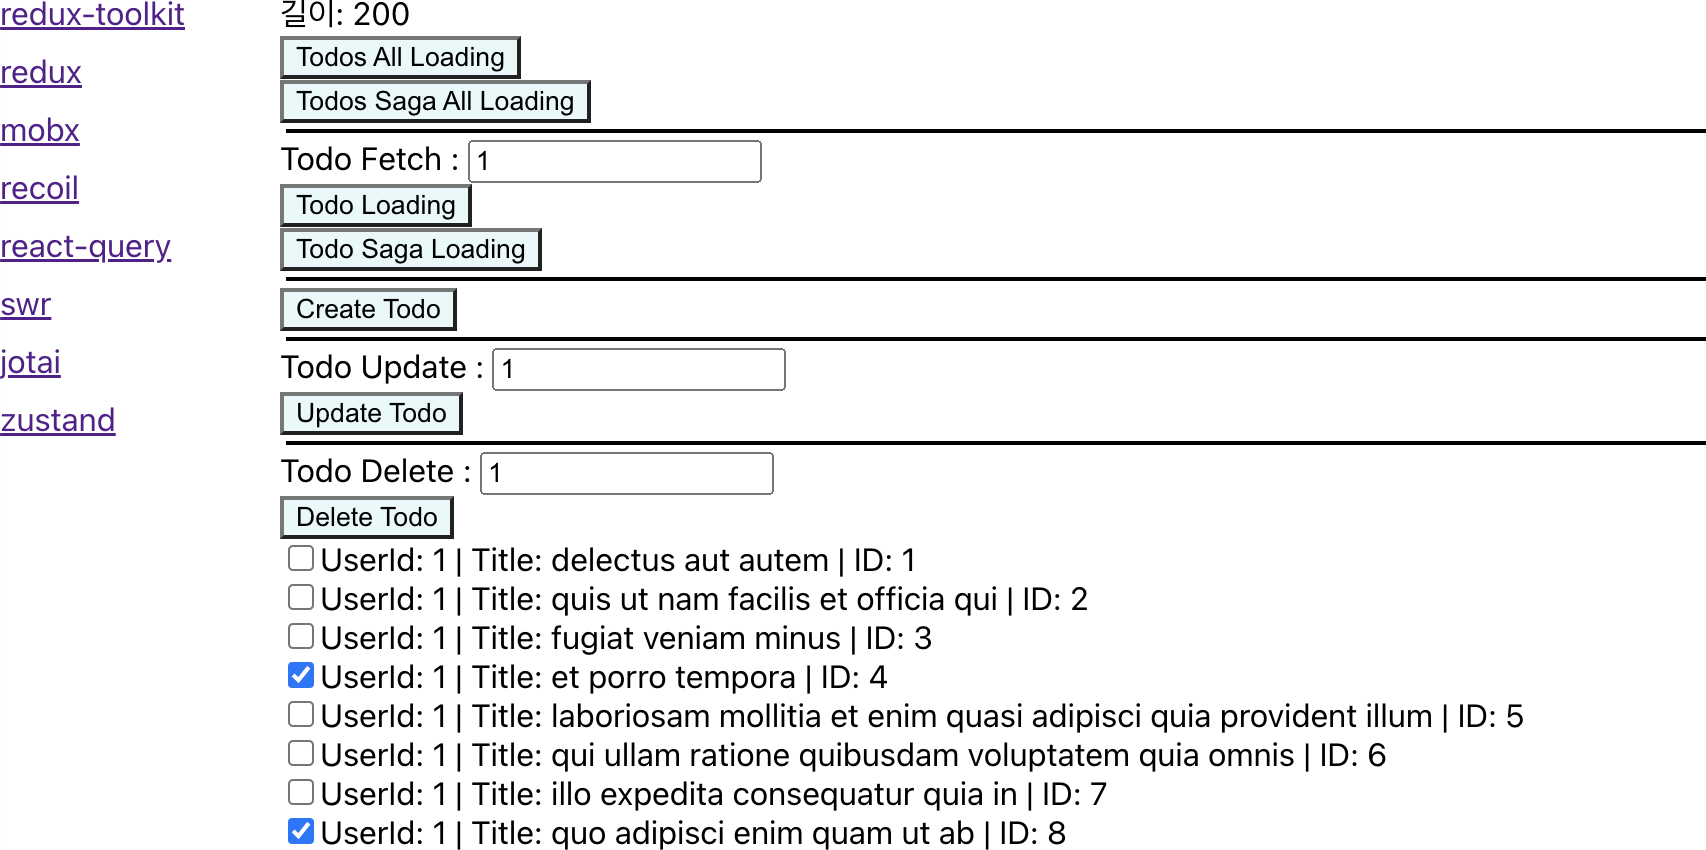 redux-toolkit
redux
mobx
recoil
react-query
swr
jotai
zustand
길이: 200
Todos All Loading
Todos Saga All Loading
Todo Fetch : 1
Todo Loading
Todo Saga Loading
Create Todo
Todo Update : 1
Update Todo
Todo Delete : 1
Delete Todo
UserId: 1 | Title: delectus aut autem | ID: 1
UserId: 1 | Title: quis ut nam facilis et officia qui | ID: 2
UserId: 1 | Title: fugiat veniam minus | ID: 3
UserId: 1 | Title: et porro tempora | ID: 4
UserId: 1 | Title: laboriosam mollitia et enim quasi adipisci quia provident illum | ID: 5
UserId: 1 | Title: qui ullam ratione quibusdam voluptatem quia omnis | ID: 6
UserId: 1 | Title: illo expedita consequatur quia in | ID: 7
UserId: 1 | Title: quo adipisci enim quam ut ab | ID: 8